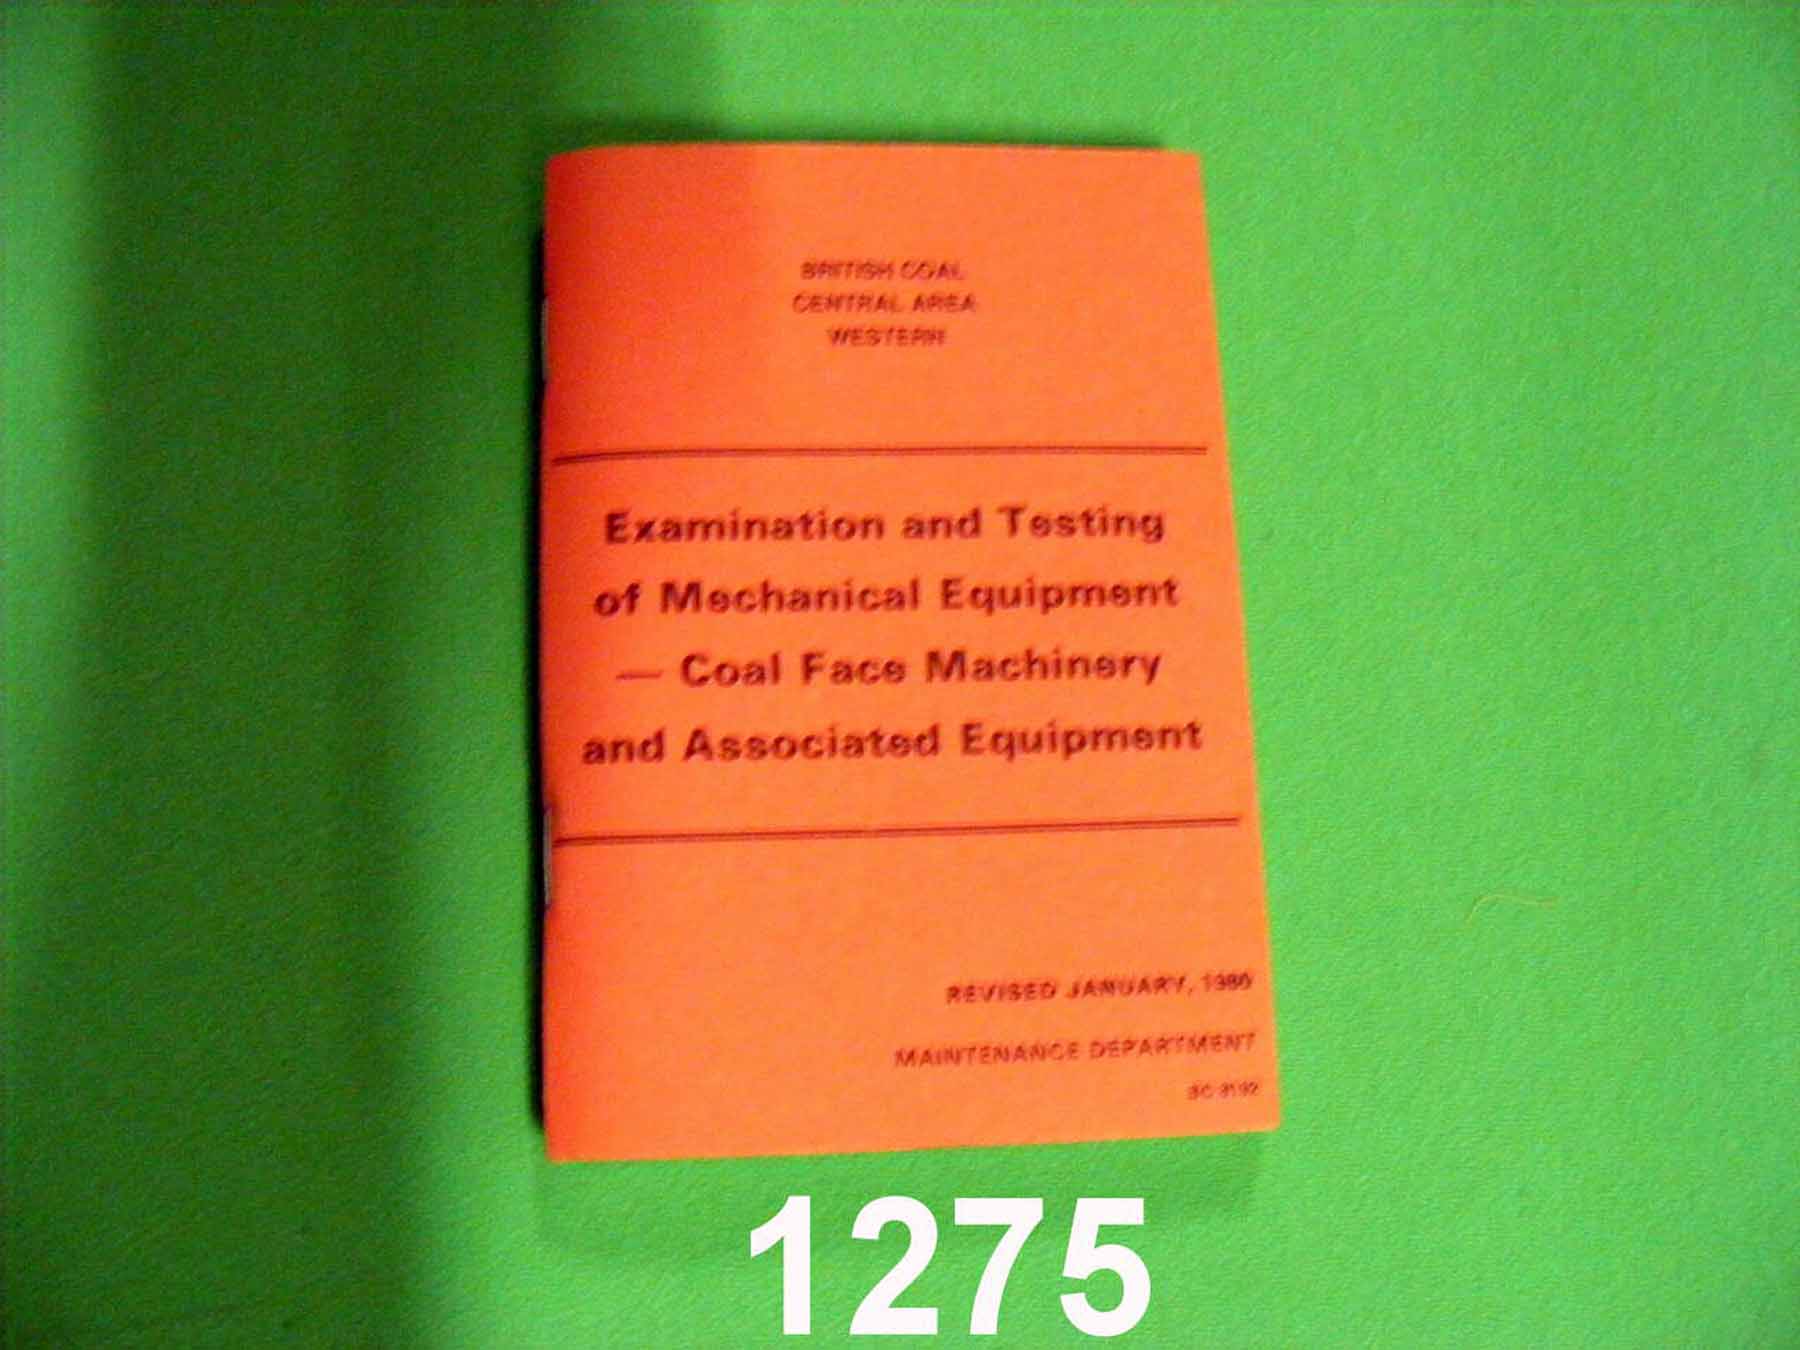 BRITISH COAL
CENTRAL AREA
WESTERN
Examination and Testing
of Mechanical Equipment
— Coal Face Machinery
and Associated Equipment
REVISED JANUARY,
MAINTENANCE DEPARTMENT
1275